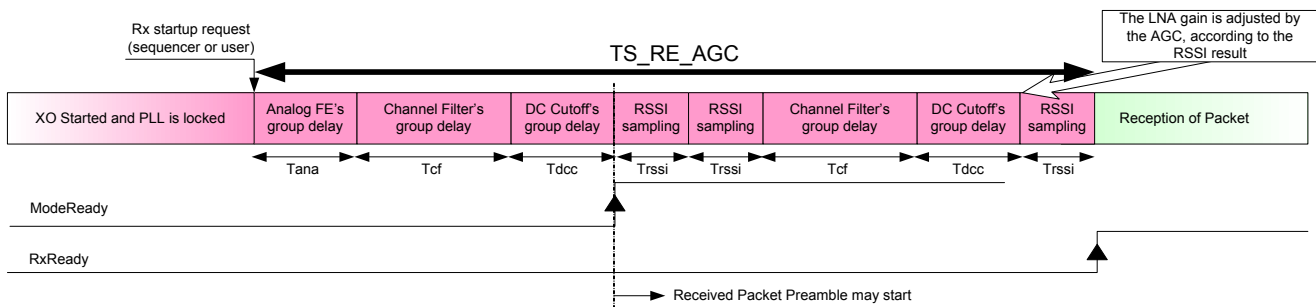 Rx startup request
(sequencer or user)
TS_RE_AGC
The LNA gain is adjusted by
the AGC, according to the
RSSI result
XO Started and PLL is locked
Analog FE's
group delay
Channel Filter's
group delay
DC Cutoff's
group delay
RSSI
sampling
RSSI
sampling
Channel Filter's
group delay
DC Cutoff's
group delay
RSSI
sampling
Reception of Packet
Tana
Tcf
Tdcc
Trssi
Trssi
Tcf
Tdcc
Trssi
ModeReady
RxReady
Received Packet Preamble may start